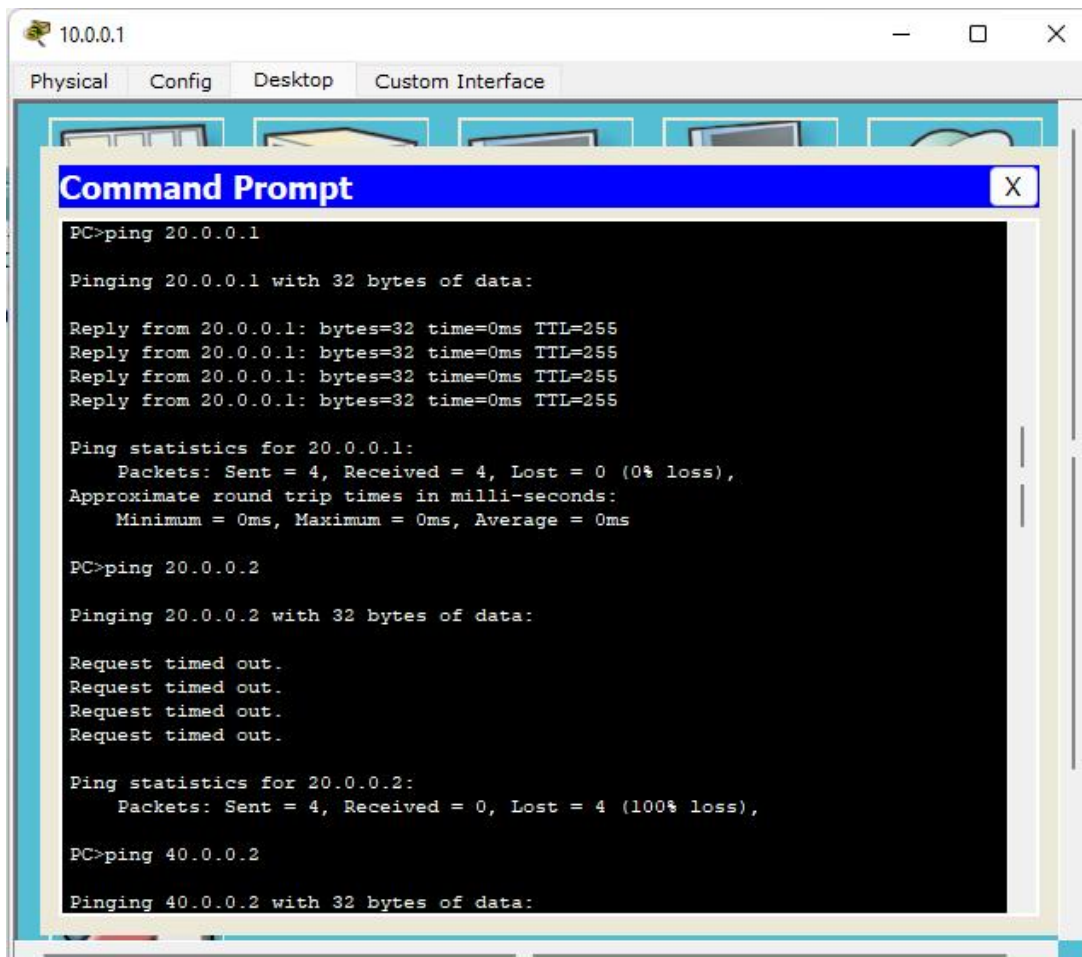 10.0.0.1
Physical Config Desktop Custom Interface
Command Prompt X
PC>ping 20.0.0.1
Pinging 20.0.0.1 with 32 bytes of data:
Reply from 20.0.0.1: bytes=32 time=0ms TTL=255
Reply from 20.0.0.1: bytes=32 time=0ms TTL=255
Reply from 20.0.0.1: bytes=32 time=0ms TTL=255
Reply from 20.0.0.1: bytes=32 time=0ms TTL=255
Ping statistics for 20.0.0.1:
Packets: Sent = 4, Received = 4, Lost = 0 (0% loss),
Approximate round trip times in milli-seconds:
Minimum = 0ms, Maximum = 0ms, Average = 0ms
PC>ping 20.0.0.2
Pinging 20.0.0.2 with 32 bytes of data:
Request timed out.
Request timed out.
Request timed out.
Request timed out.
Ping statistics for 20.0.0.2:
Packets: Sent = 4, Received = 0, Lost = 4 (100% loss),
PC>ping 40.0.0.2
Pinging 40.0.0.2 with 32 bytes of data: